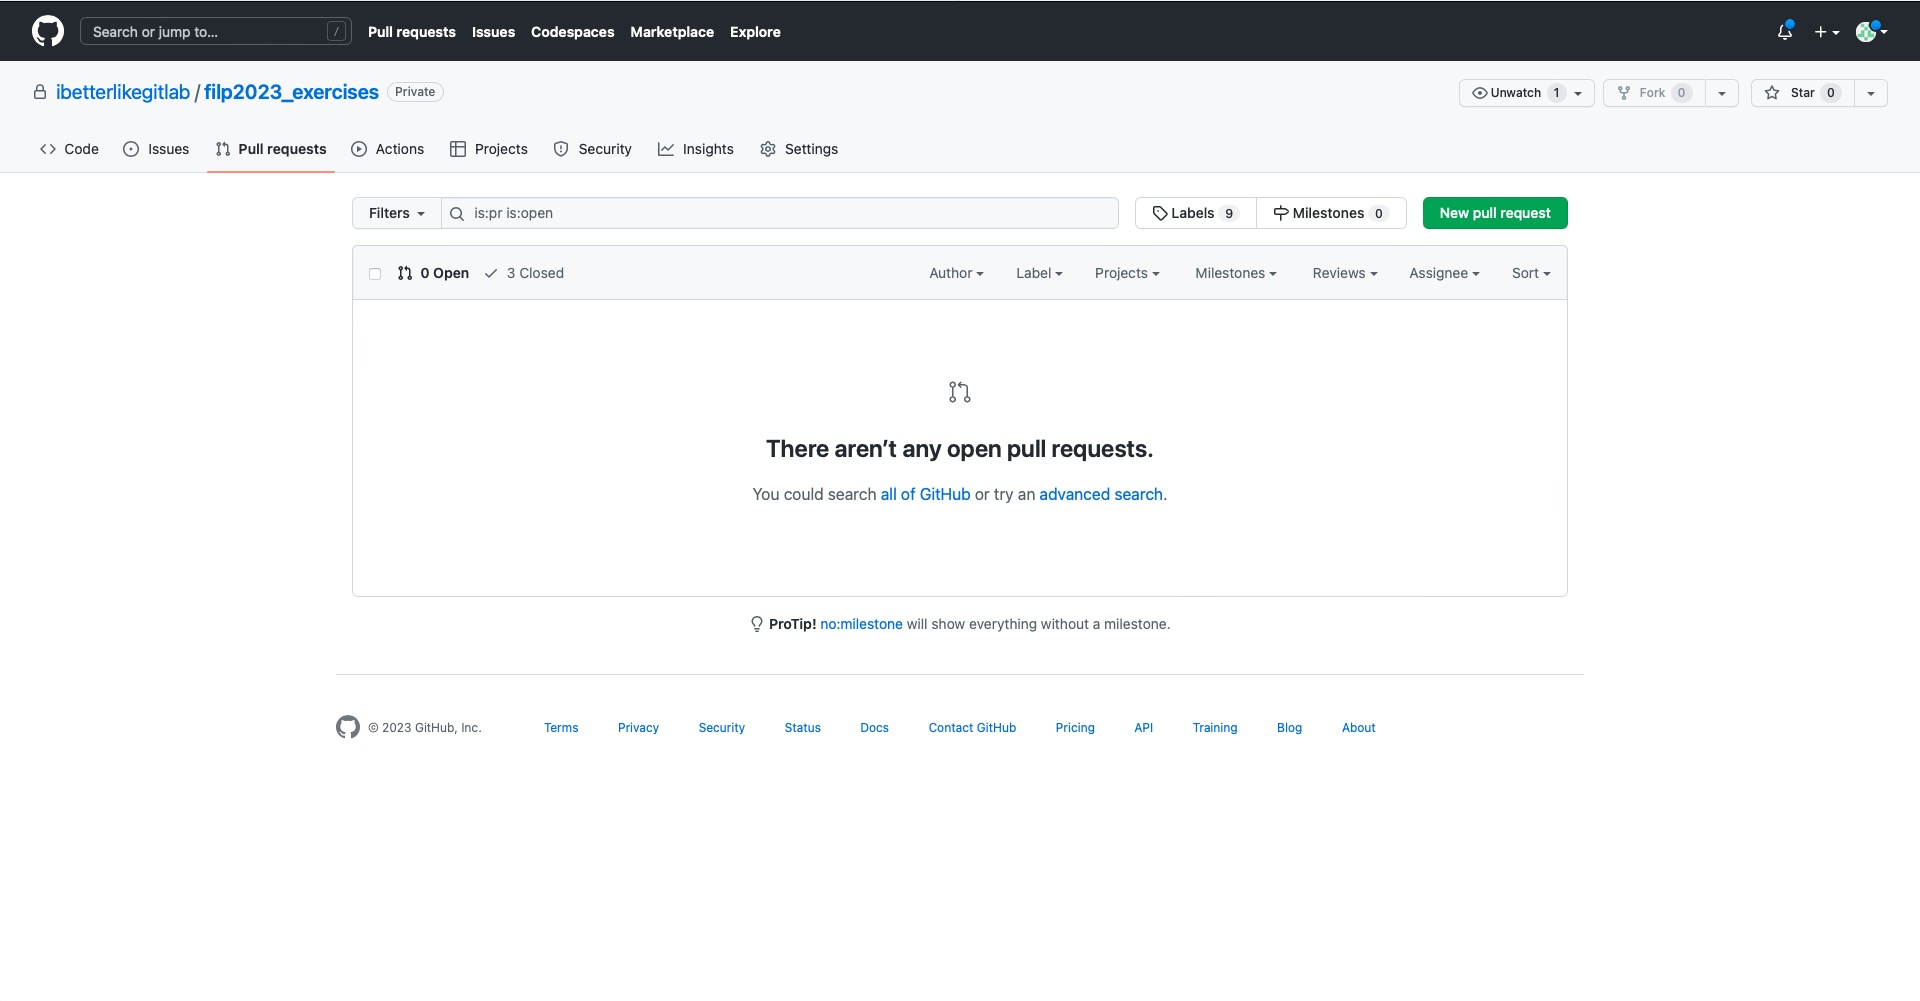 Search or jump to... / Pull requests Issues Codespaces Marketplace Explore
ibetterlikegitlab / filp2023_exercises Private Unwatch 1 Fork 0 Star 0
Code Issues Pull requests Actions Projects Security Insights Settings
Filters is:pr is:open Labels 9 Milestones 0 New pull request
0 Open 3 Closed Author Label Projects Milestones Reviews Assignee Sort
There aren’t any open pull requests.
You could search all of GitHub or try an advanced search.
ProTip! no:milestone will show everything without a milestone.
© 2023 GitHub, Inc. Terms Privacy Security Status Docs Contact GitHub Pricing API Training Blog About